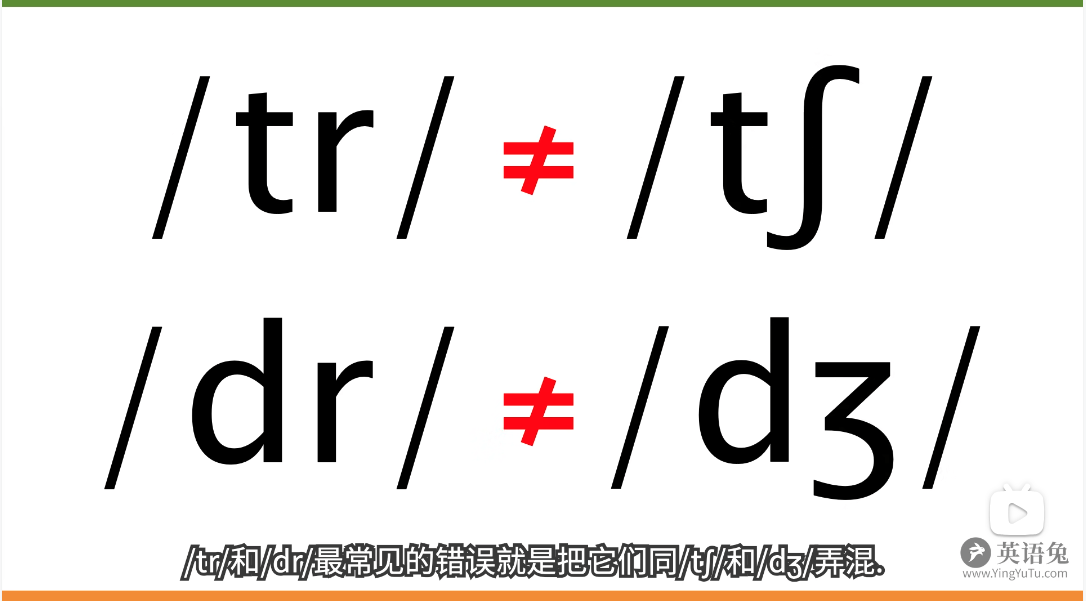 /tr/ ≠ /tʃ/
/dr/ ≠ /dʒ/
/tr/和/dr/最常见的错误就是把它们同/tʃ/和/dʒ/弄混.
英语兔
www.YingYuTu.com